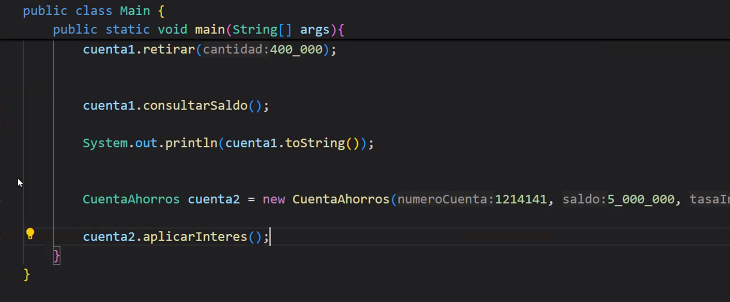 public class Main {
public static void main(String[] args){
cuenta1.retirar(cantidad:400_000);
cuenta1.consultarSaldo();
System.out.println(cuenta1.toString());
CuentaAhorros cuenta2 = new CuentaAhorros(numeroCuenta:1214141, saldo:5_000_000, tasaIn
cuenta2.aplicarInteres();
}
}